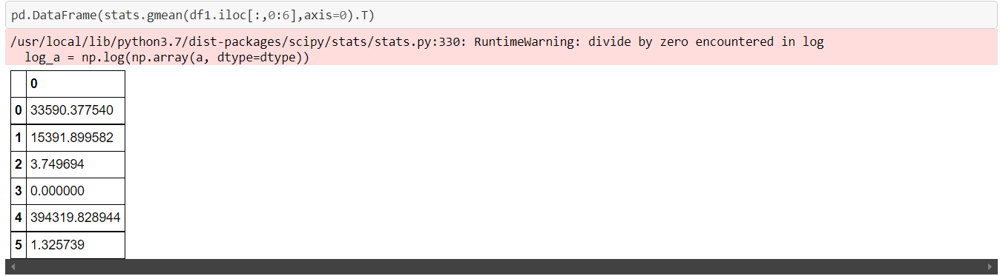 pd.DataFrame(stats.gmean(df1.iloc[:,0:6],axis=0).T)
/usr/local/lib/python3.7/dist-packages/scipy/stats/stats.py:330: RuntimeWarning: divide by zero encountered in log
  log_a = np.log(np.array(a, dtype=dtype))
0
0 33590.377540
1 15391.899582
2 3.749694
3 0.000000
4 394319.828944
5 1.325739